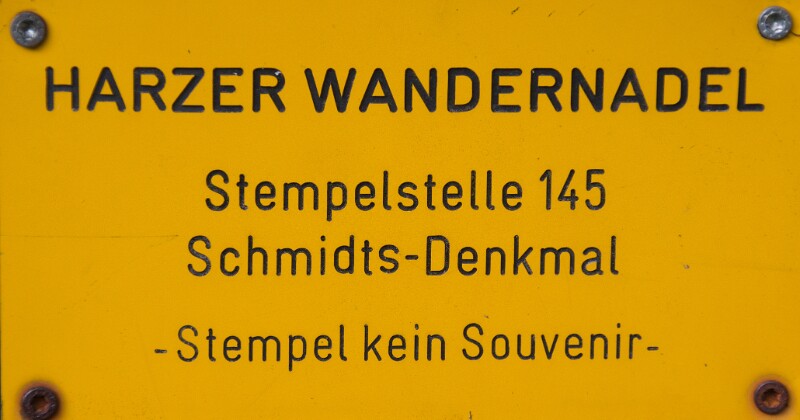 HARZER WANDERNADEL
Stempelstelle 145
Schmidts-Denkmal
-Stempel kein Souvenir-